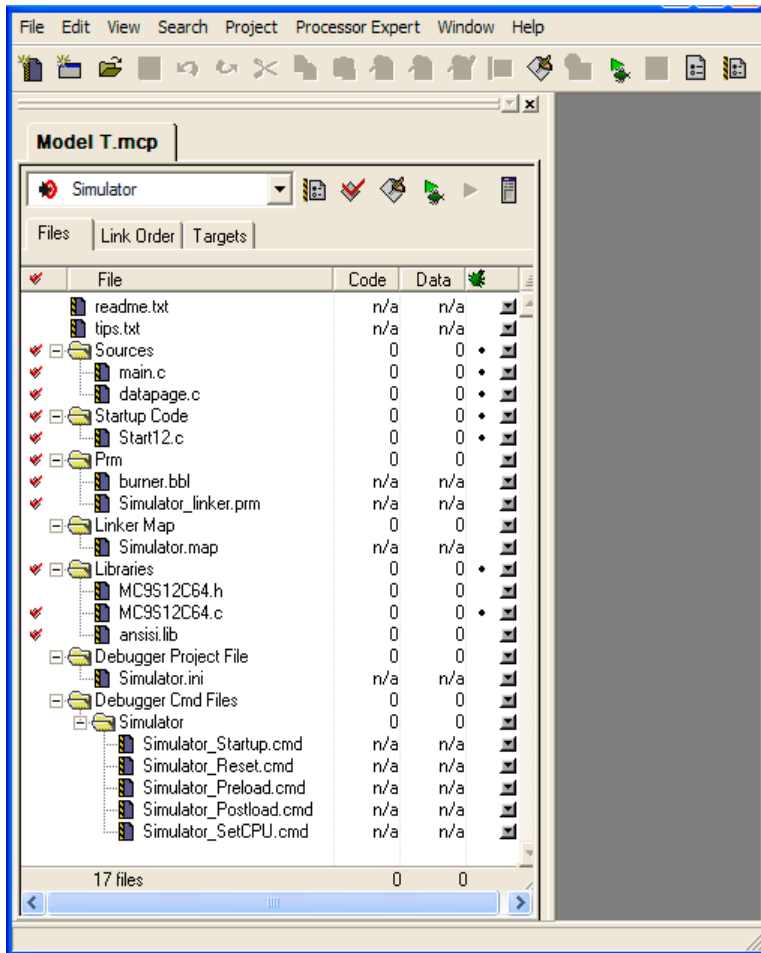 File Edit View Search Project Processor Expert Window Help
Model T.mcp
Simulator
Files Link Order Targets
File Code Data
readme.txt n/a n/a
tips.txt n/a n/a
Sources 0 0
main.c 0 0
datapage.c 0 0
Startup Code 0 0
Start12.c 0 0
Prm 0 0
burner.bbl n/a n/a
Simulator_linker.prm n/a n/a
Linker Map 0 0
Simulator.map n/a n/a
Libraries 0 0
MC9S12C64.h 0 0
MC9S12C64.c 0 0
ansisi.lib 0 0
Debugger Project File 0 0
Simulator.ini n/a n/a
Debugger Cmd Files 0 0
Simulator 0 0
Simulator_Startup.cmd n/a n/a
Simulator_Reset.cmd n/a n/a
Simulator_Preload.cmd n/a n/a
Simulator_Postload.cmd n/a n/a
Simulator_SetCPU.cmd n/a n/a
17 files 0 0